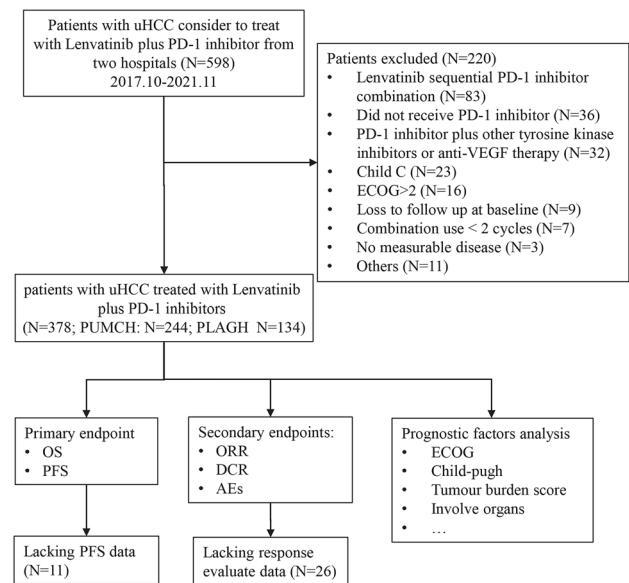 Patients with uHCC consider to treat
with Lenvatinib plus PD-1 inhibitor from
two hospitals (N=598)
2017.10-2021.11
Patients excluded (N=220)
• Lenvatinib sequential PD-1 inhibitor
combination (N=83)
• Did not receive PD-1 inhibitor (N=36)
• PD-1 inhibitor plus other tyrosine kinase
inhibitors or anti-VEGF therapy (N=32)
• Child C (N=23)
• ECOG>2 (N=16)
• Loss to follow up at baseline (N=9)
• Combination use < 2 cycles (N=7)
• No measurable disease (N=3)
• Others (N=11)
patients with uHCC treated with Lenvatinib
plus PD-1 inhibitors
(N=378; PUMCH: N=244; PLAGH N=134)
Primary endpoint
• OS
• PFS
Secondary endpoints:
• ORR
• DCR
• AEs
Prognostic factors analysis
• ECOG
• Child-pugh
• Tumour burden score
• Involve organs
• …
Lacking PFS data
(N=11)
Lacking response
evaluate data (N=26)